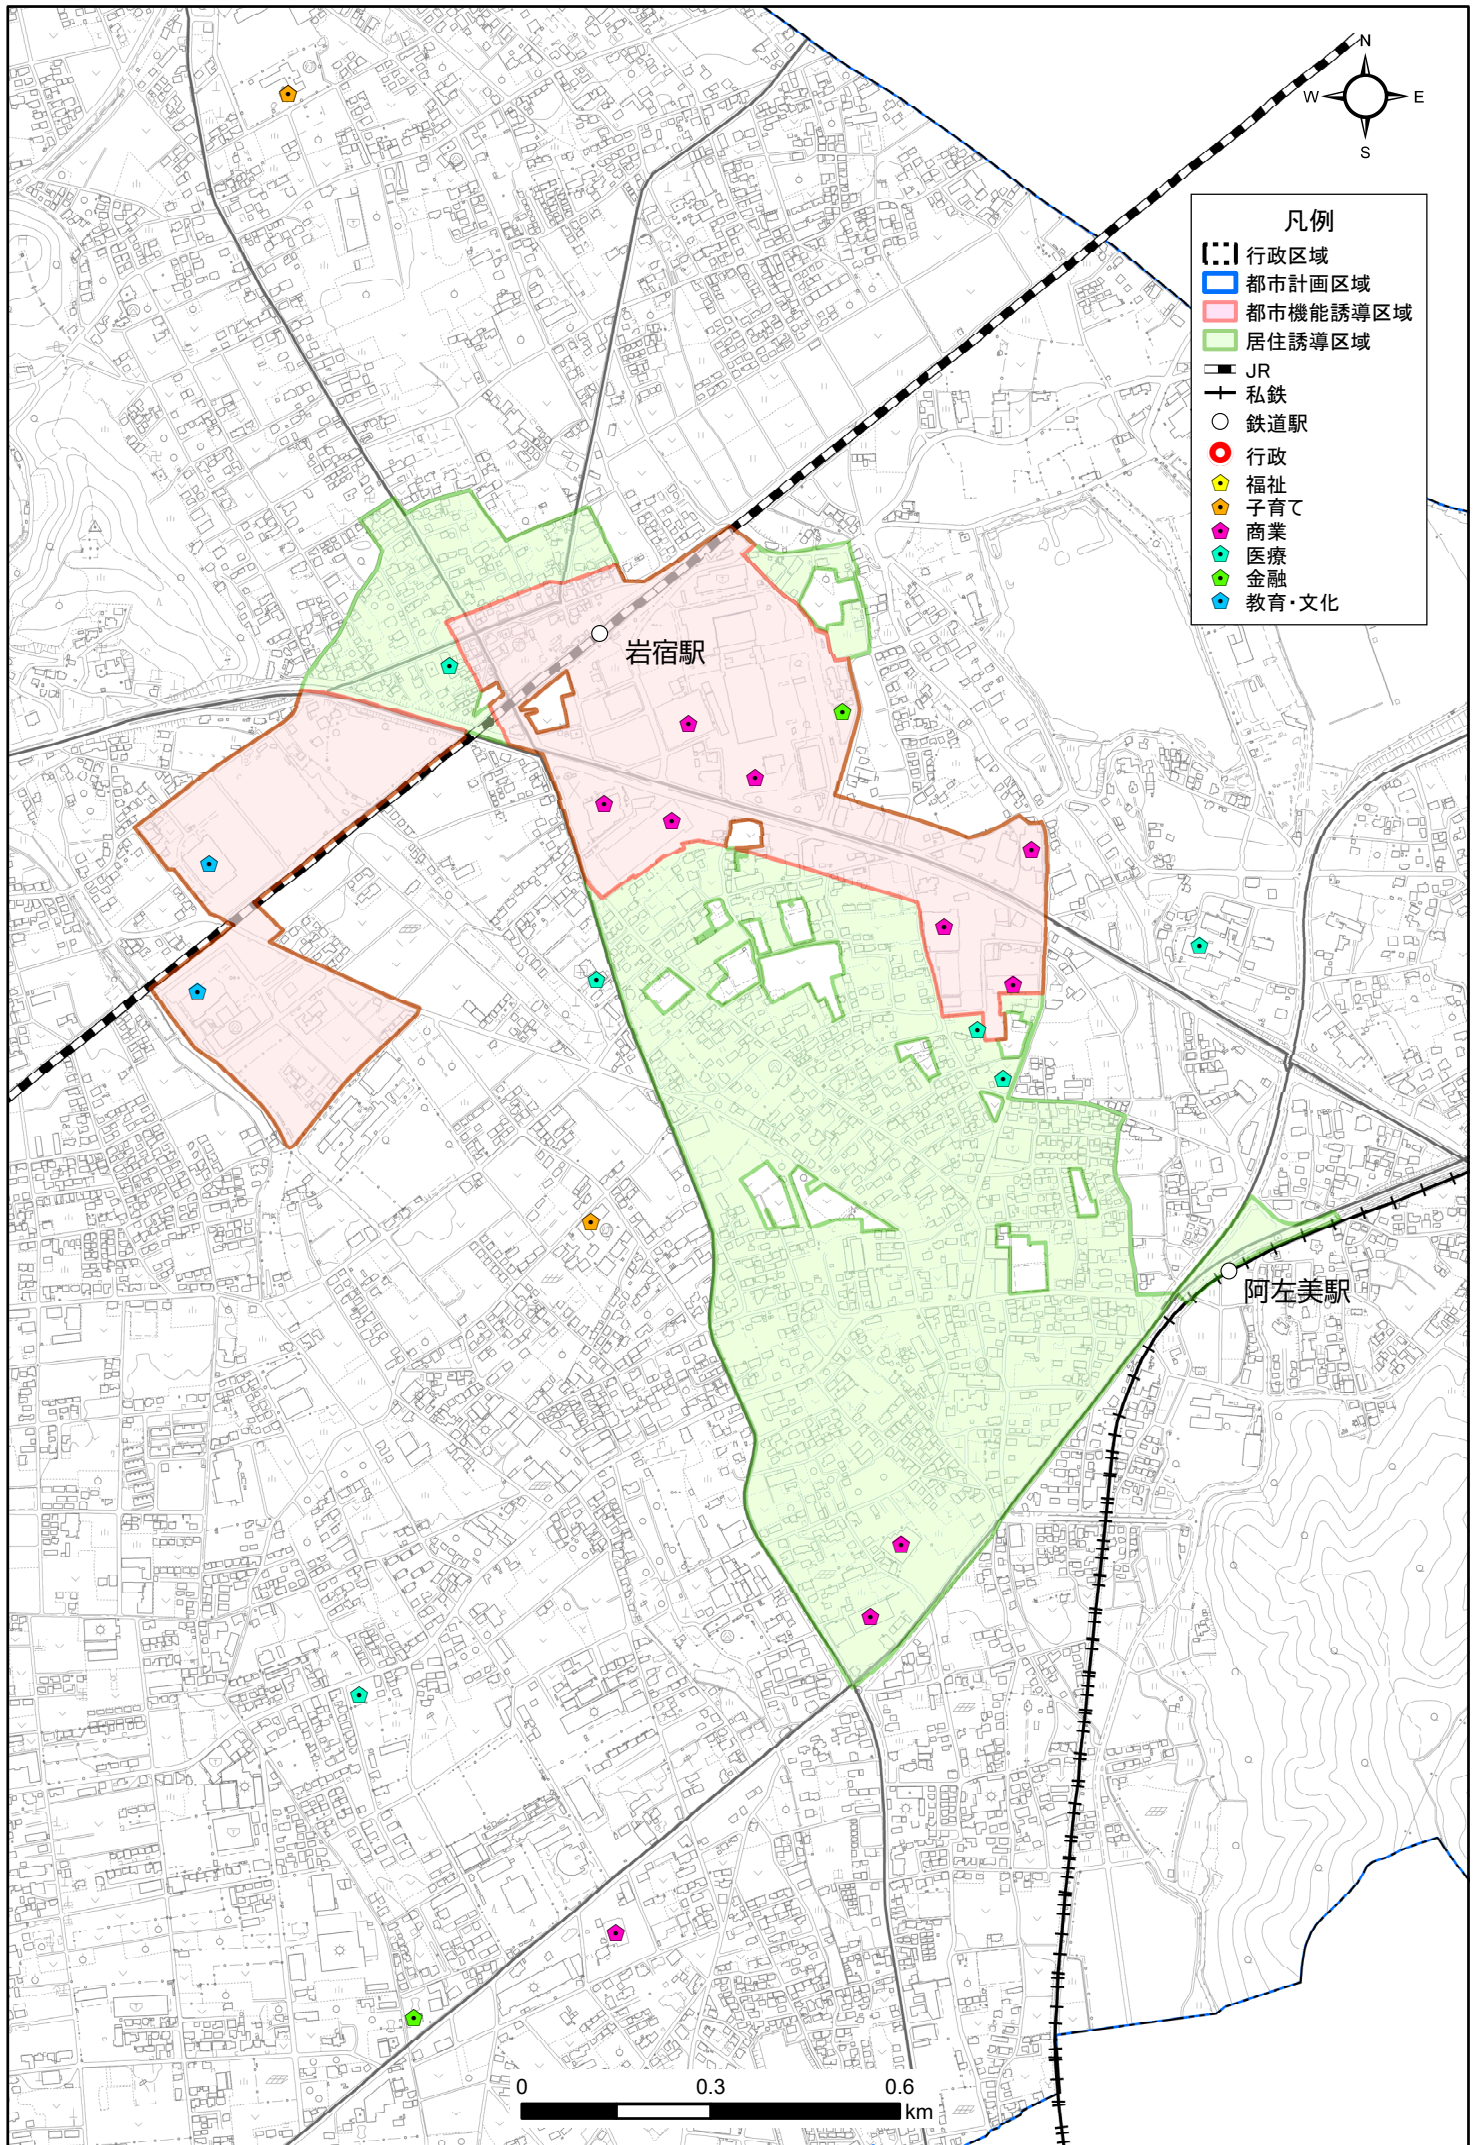 N
W E
S
凡例
行政区域
都市計画区域
都市機能誘導区域
居住誘導区域
JR
私鉄
鉄道駅
行政
福祉
子育て
商業
医療
金融
教育・文化
岩宿駅
阿左美駅
0 0.3 0.6
km